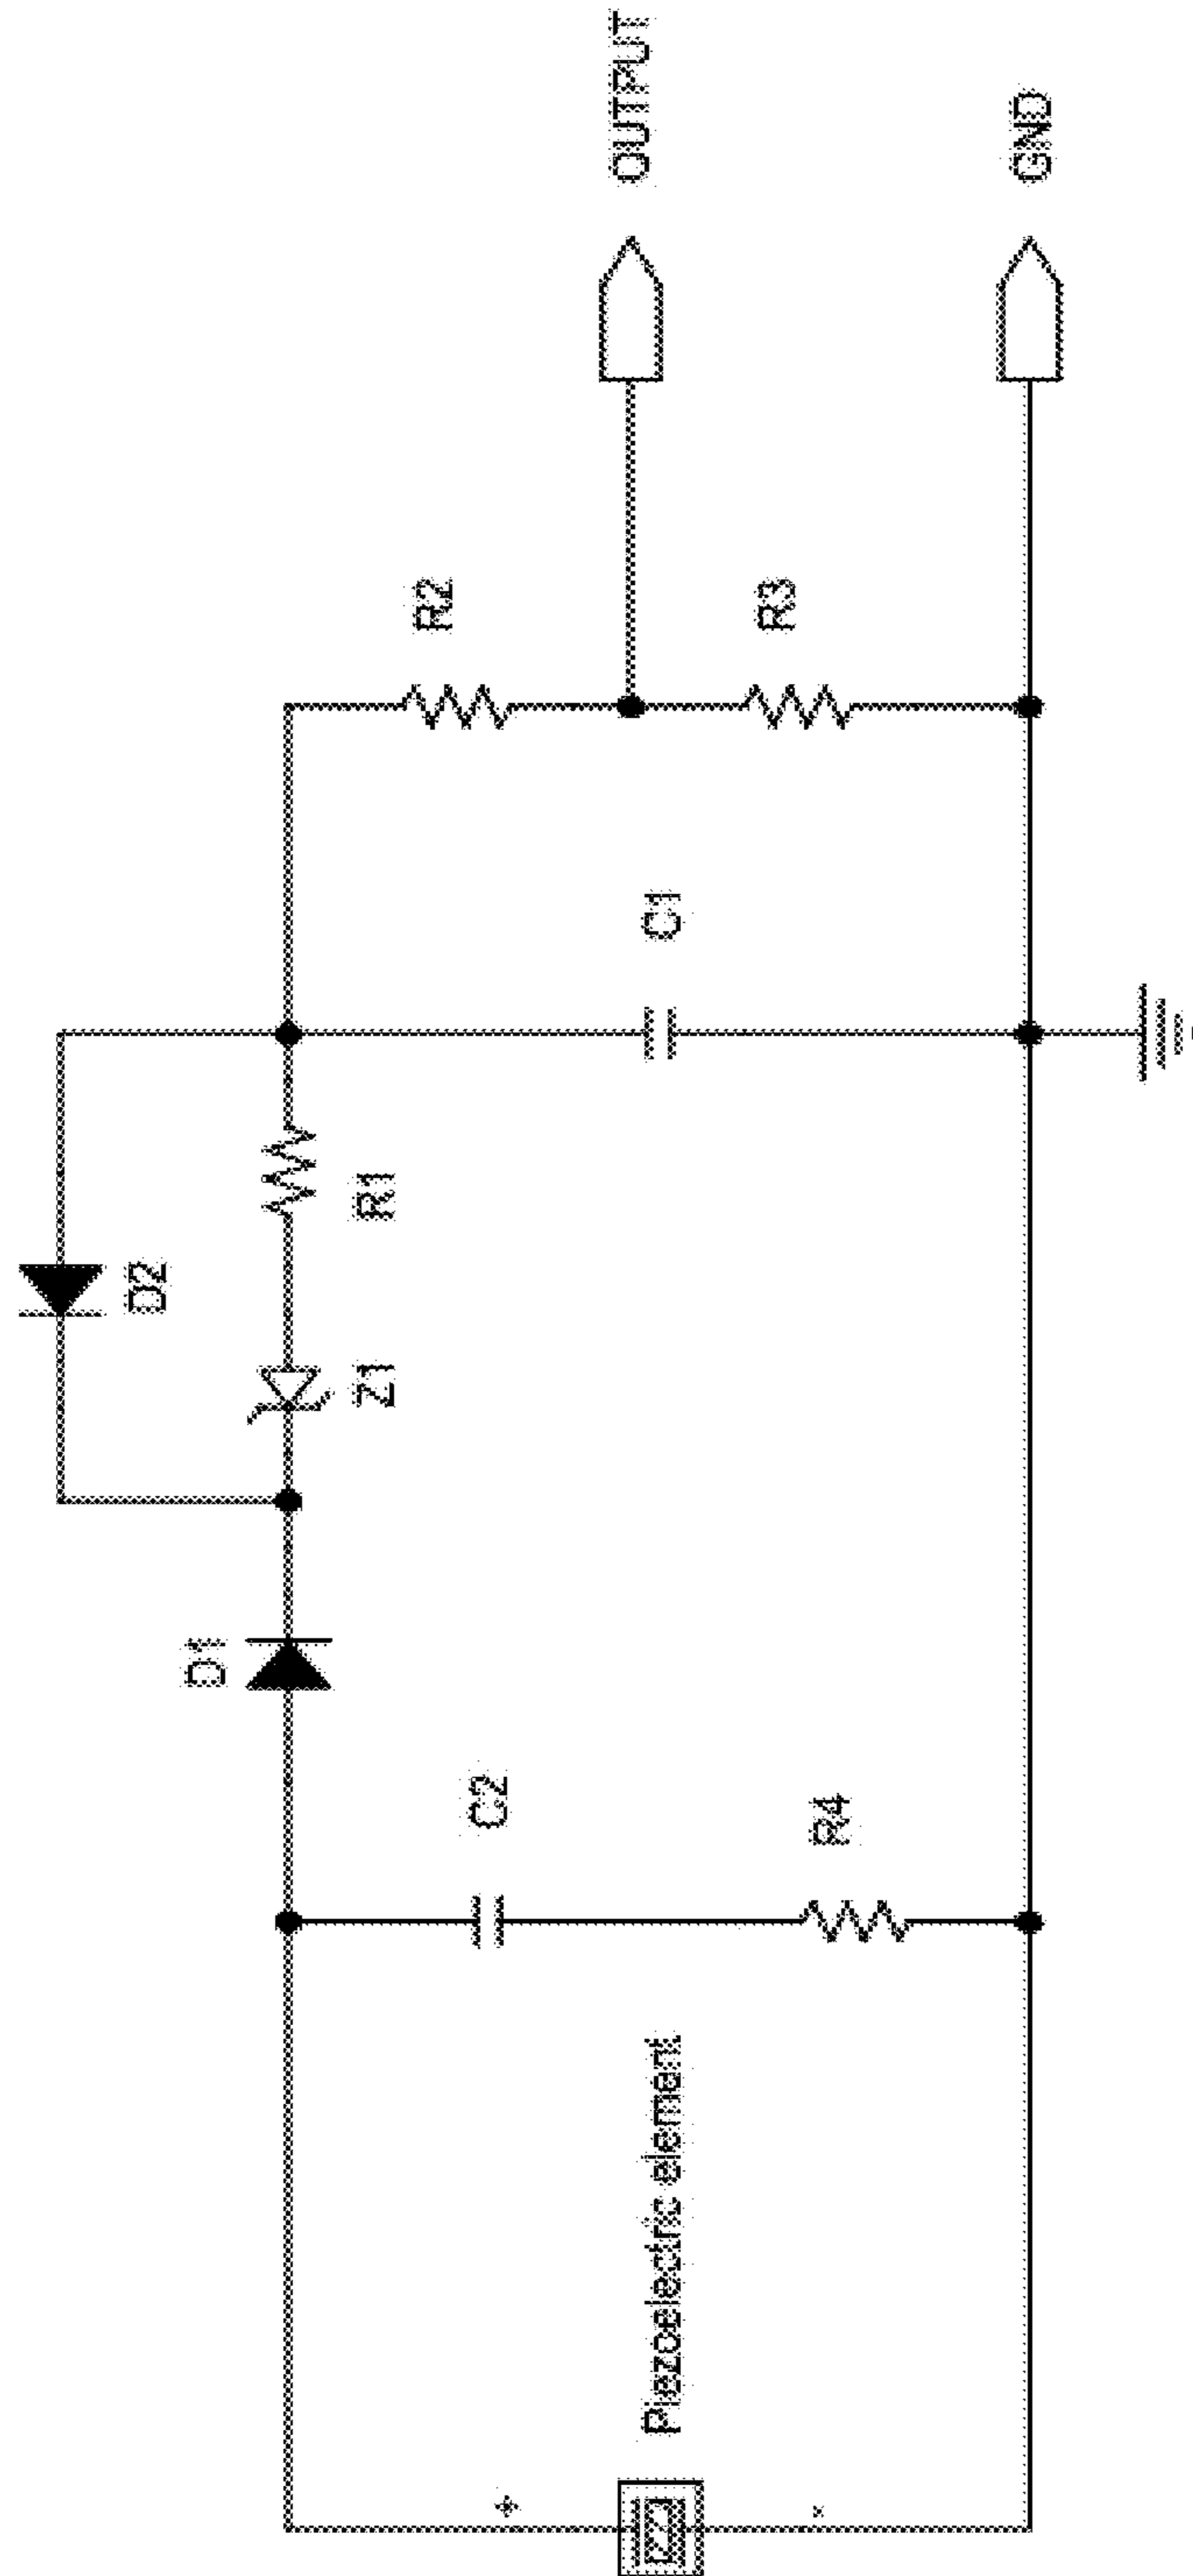 Piezoelectric element
+
-
C2
R4
D1
D2
Z1
R1
C1
R2
R3
OUTPUT
GND